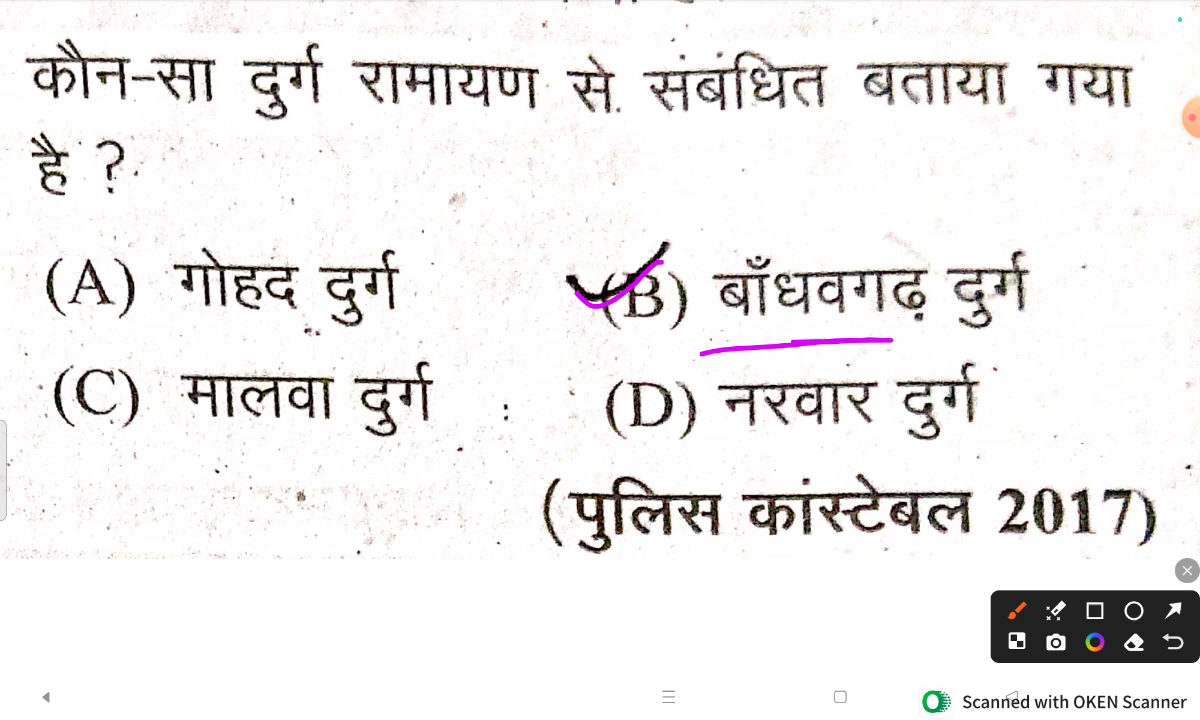 कौन-सा दुर्ग रामायण से संबंधित बताया गया
है ?
(A) गोहद दुर्ग (B) बाँधवगढ़ दुर्ग
(C) मालवा दुर्ग (D) नरवार दुर्ग
(पुलिस कांस्टेबल 2017)
Scanned with OKEN Scanner